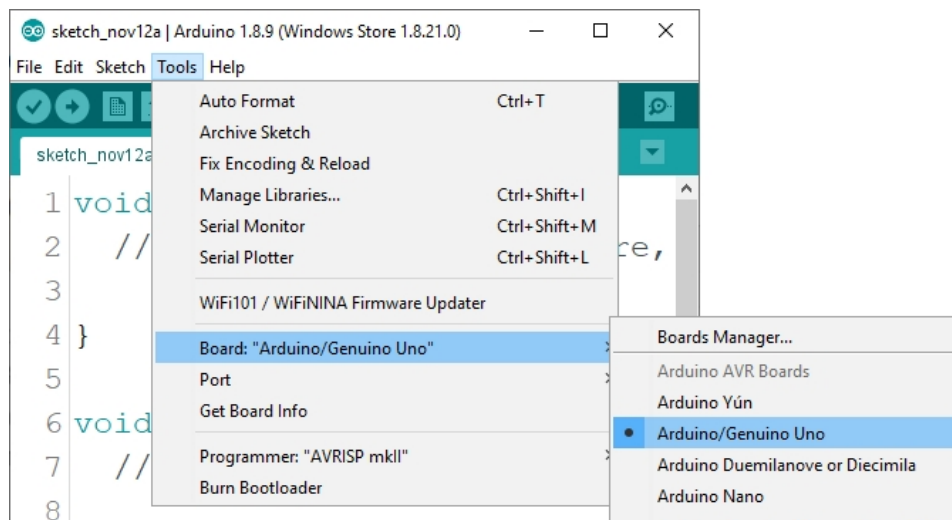 sketch_nov12a | Arduino 1.8.9 (Windows Store 1.8.21.0)
File Edit Sketch Tools Help
sketch_nov12a
Auto Format Ctrl+T
Archive Sketch
Fix Encoding & Reload
Manage Libraries... Ctrl+Shift+I
Serial Monitor Ctrl+Shift+M
Serial Plotter Ctrl+Shift+L
WiFi101 / WiFiNINA Firmware Updater
Board: "Arduino/Genuino Uno"
Port
Get Board Info
Programmer: "AVRISP mkII"
Burn Bootloader
Boards Manager...
Arduino AVR Boards
Arduino Yún
Arduino/Genuino Uno
Arduino Duemilanove or Diecimila
Arduino Nano
1 void
2 // re,
3
4 }
5
6 void
7 //
8